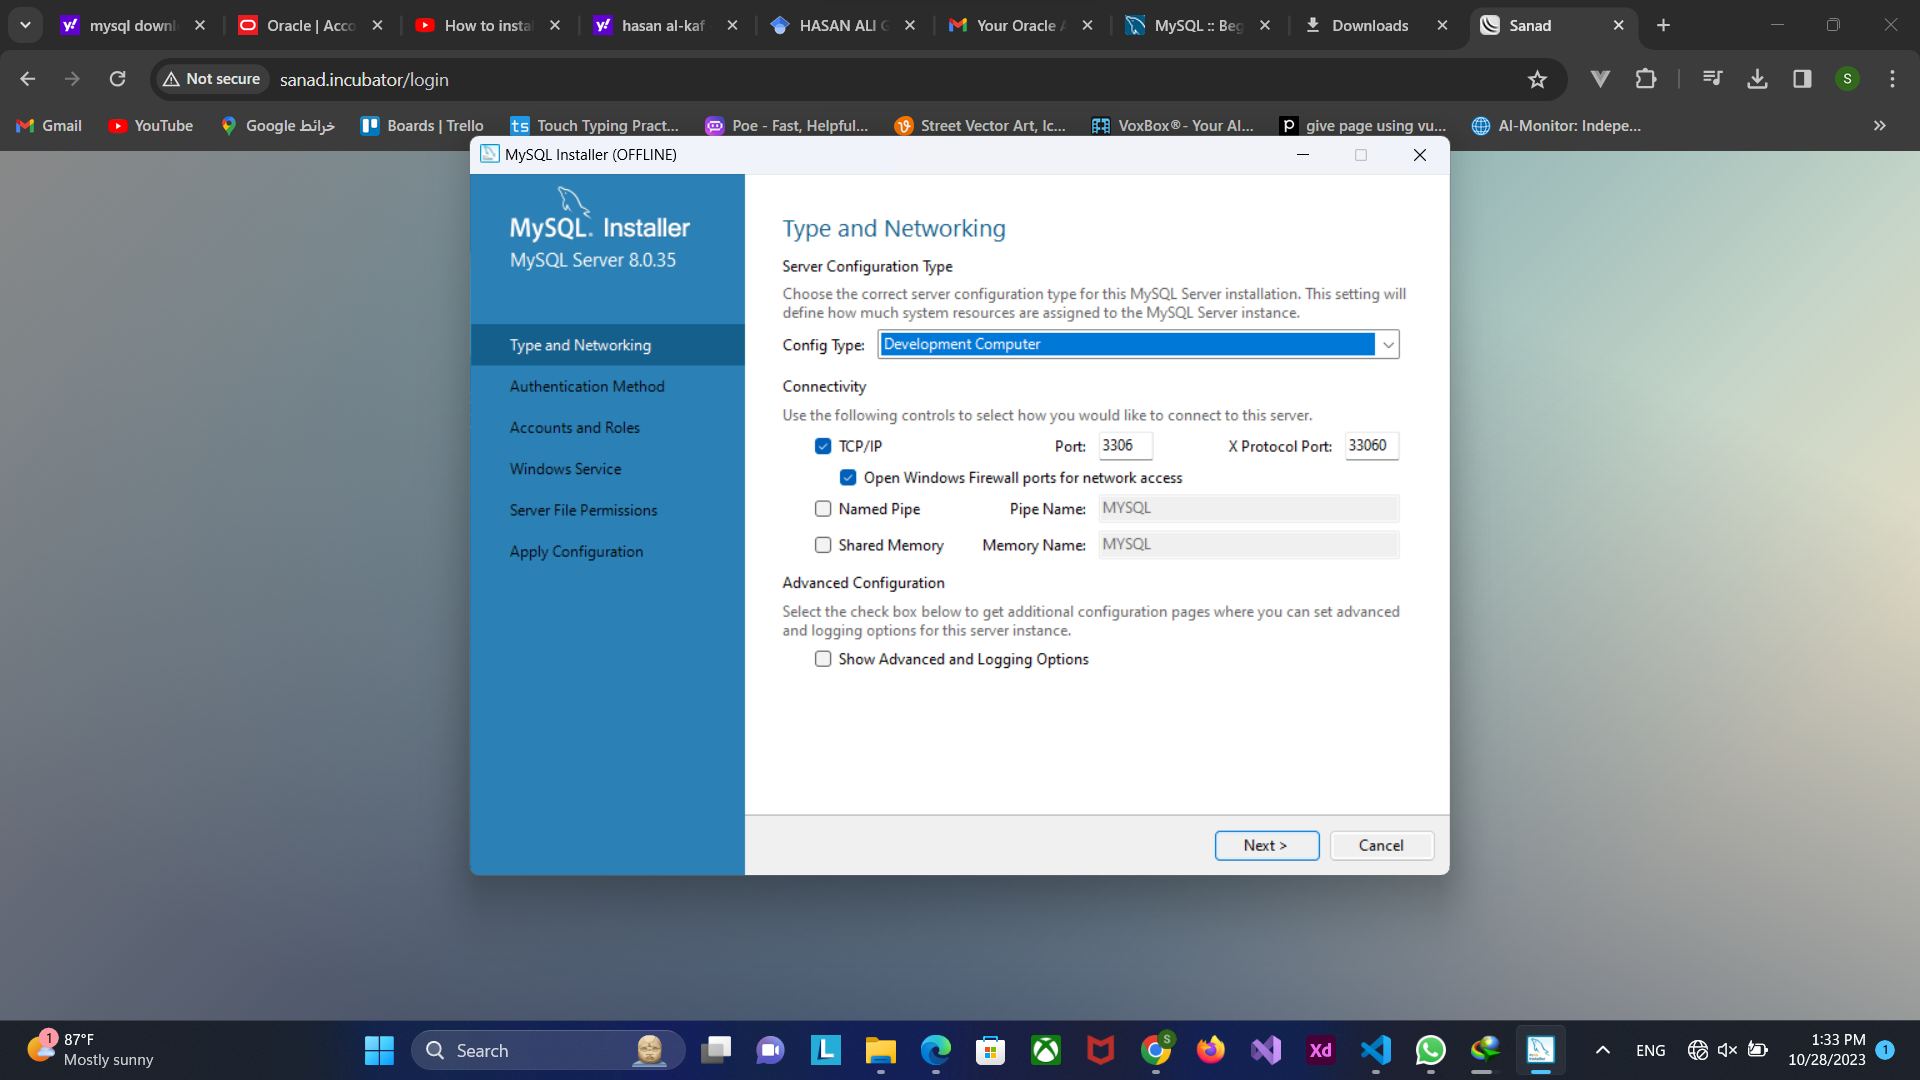 mysql downl
Oracle | Acco
How to instal
hasan al-kaf
HASAN ALI G
Your Oracle A
MySQL :: Beg
Downloads
Sanad
Not secure
sanad.incubator/login
S
Gmail
YouTube
Google خرائط
Boards | Trello
Touch Typing Pract...
Poe - Fast, Helpful...
Street Vector Art, Ic...
VoxBox®- Your AI...
give page using vu...
AI-Monitor: Indepe...
MySQL Installer (OFFLINE)
MySQL. Installer
MySQL Server 8.0.35
Type and Networking
Authentication Method
Accounts and Roles
Windows Service
Server File Permissions
Apply Configuration
Type and Networking
Server Configuration Type
Choose the correct server configuration type for this MySQL Server installation. This setting will
define how much system resources are assigned to the MySQL Server instance.
Config Type: Development Computer
Connectivity
Use the following controls to select how you would like to connect to this server.
TCP/IP Port: 3306 X Protocol Port: 33060
Open Windows Firewall ports for network access
Named Pipe Pipe Name: MYSQL
Shared Memory Memory Name: MYSQL
Advanced Configuration
Select the check box below to get additional configuration pages where you can set advanced
and logging options for this server instance.
Show Advanced and Logging Options
Next >
Cancel
1
87°F
Mostly sunny
Search
L
S
Xd
ENG
1:33 PM
10/28/2023
1